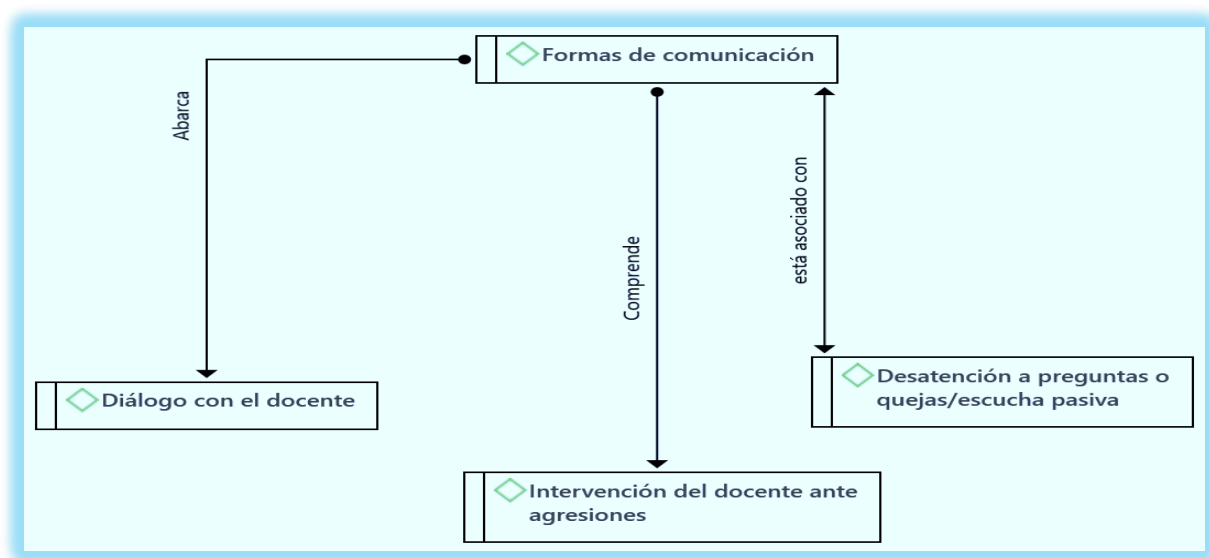 Formas de comunicación
Abarca
Comprende
está asociado con
Diálogo con el docente
Desatención a preguntas o
quejas/escucha pasiva
Intervención del docente ante
agresiones